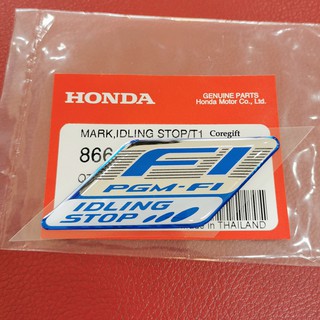 HONDA
GENUINE PARTS
Honda Motor Co., Ltd.
MARK,IDLING STOP/T1 Coregift
866
FI
PGM-FI
IDLING
STOP
in THAILAND